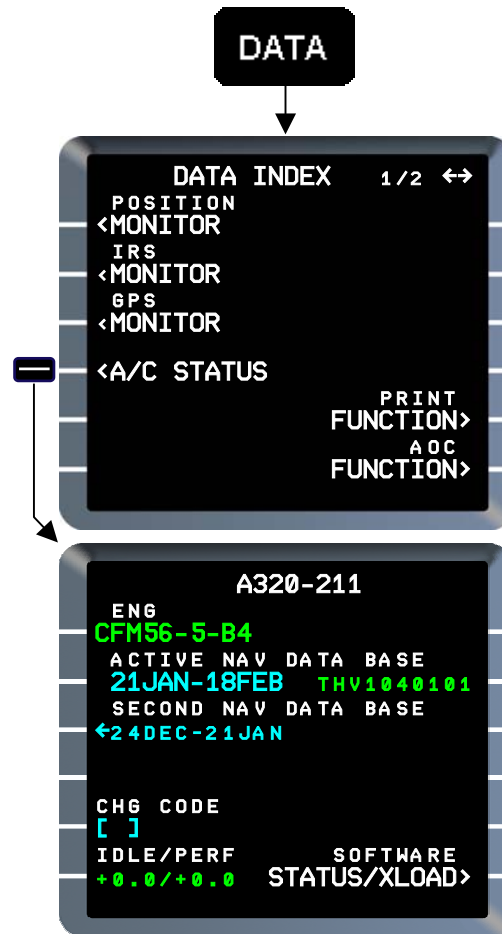 DATA
DATA INDEX 1/2 ←→
POSITION
<MONITOR
IRS
<MONITOR
GPS
<MONITOR
<A/C STATUS
PRINT
FUNCTION>
AOC
FUNCTION>
A320-211
ENG
CFM56-5-B4
ACTIVE NAV DATA BASE
21JAN-18FEB THV1040101
SECOND NAV DATA BASE
←24DEC-21JAN
CHG CODE
[ ]
IDLE/PERF SOFTWARE
+0.0/+0.0 STATUS/XLOAD>